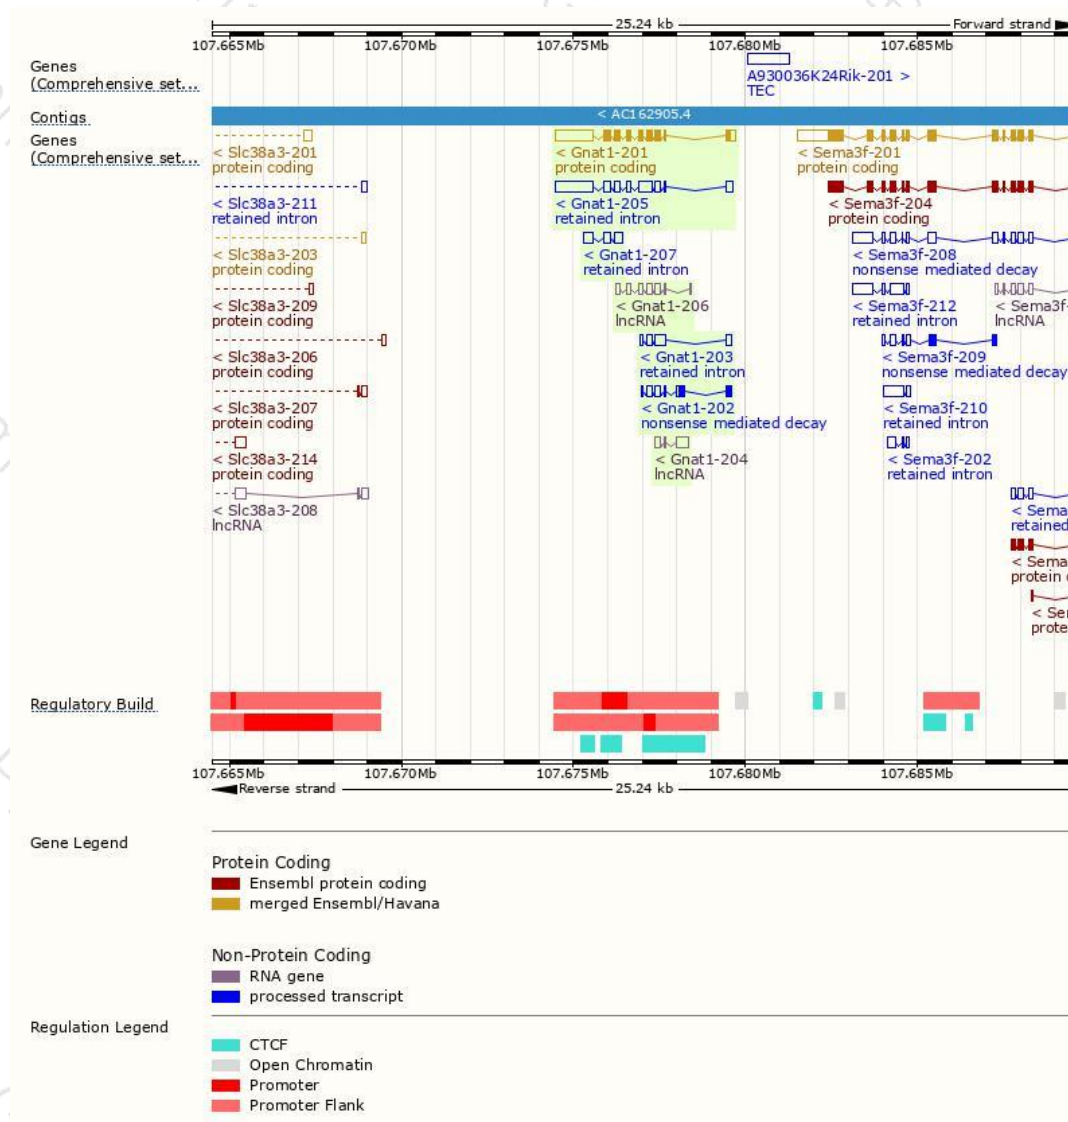 25.24 kb
Forward strand
107.665Mb 107.670Mb 107.675Mb 107.680Mb 107.685Mb
Genes
(Comprehensive set...
A930036K24Rik-201 >
TEC
Contigs
< AC162905.4
Genes
(Comprehensive set...
< Slc38a3-201
protein coding
< Gnat1-201
protein coding
< Sema3f-201
protein coding
< Slc38a3-211
retained intron
< Gnat1-205
retained intron
< Sema3f-204
protein coding
< Slc38a3-203
protein coding
< Gnat1-207
retained intron
< Sema3f-208
nonsense mediated decay
< Slc38a3-209
protein coding
< Gnat1-206
lncRNA
< Sema3f-212
retained intron
< Sema3f-
lncRNA
< Slc38a3-206
protein coding
< Gnat1-203
retained intron
< Sema3f-209
nonsense mediated decay
< Slc38a3-207
protein coding
< Gnat1-202
nonsense mediated decay
< Sema3f-210
retained intron
< Slc38a3-214
protein coding
< Gnat1-204
lncRNA
< Sema3f-202
retained intron
< Slc38a3-208
lncRNA
< Sema
retained
< Sema
protein
< Se
prote
Regulatory Build
107.665Mb 107.670Mb 107.675Mb 107.680Mb 107.685Mb
Reverse strand
25.24 kb
Gene Legend
Protein Coding
Ensembl protein coding
merged Ensembl/Havana
Non-Protein Coding
RNA gene
processed transcript
Regulation Legend
CTCF
Open Chromatin
Promoter
Promoter Flank